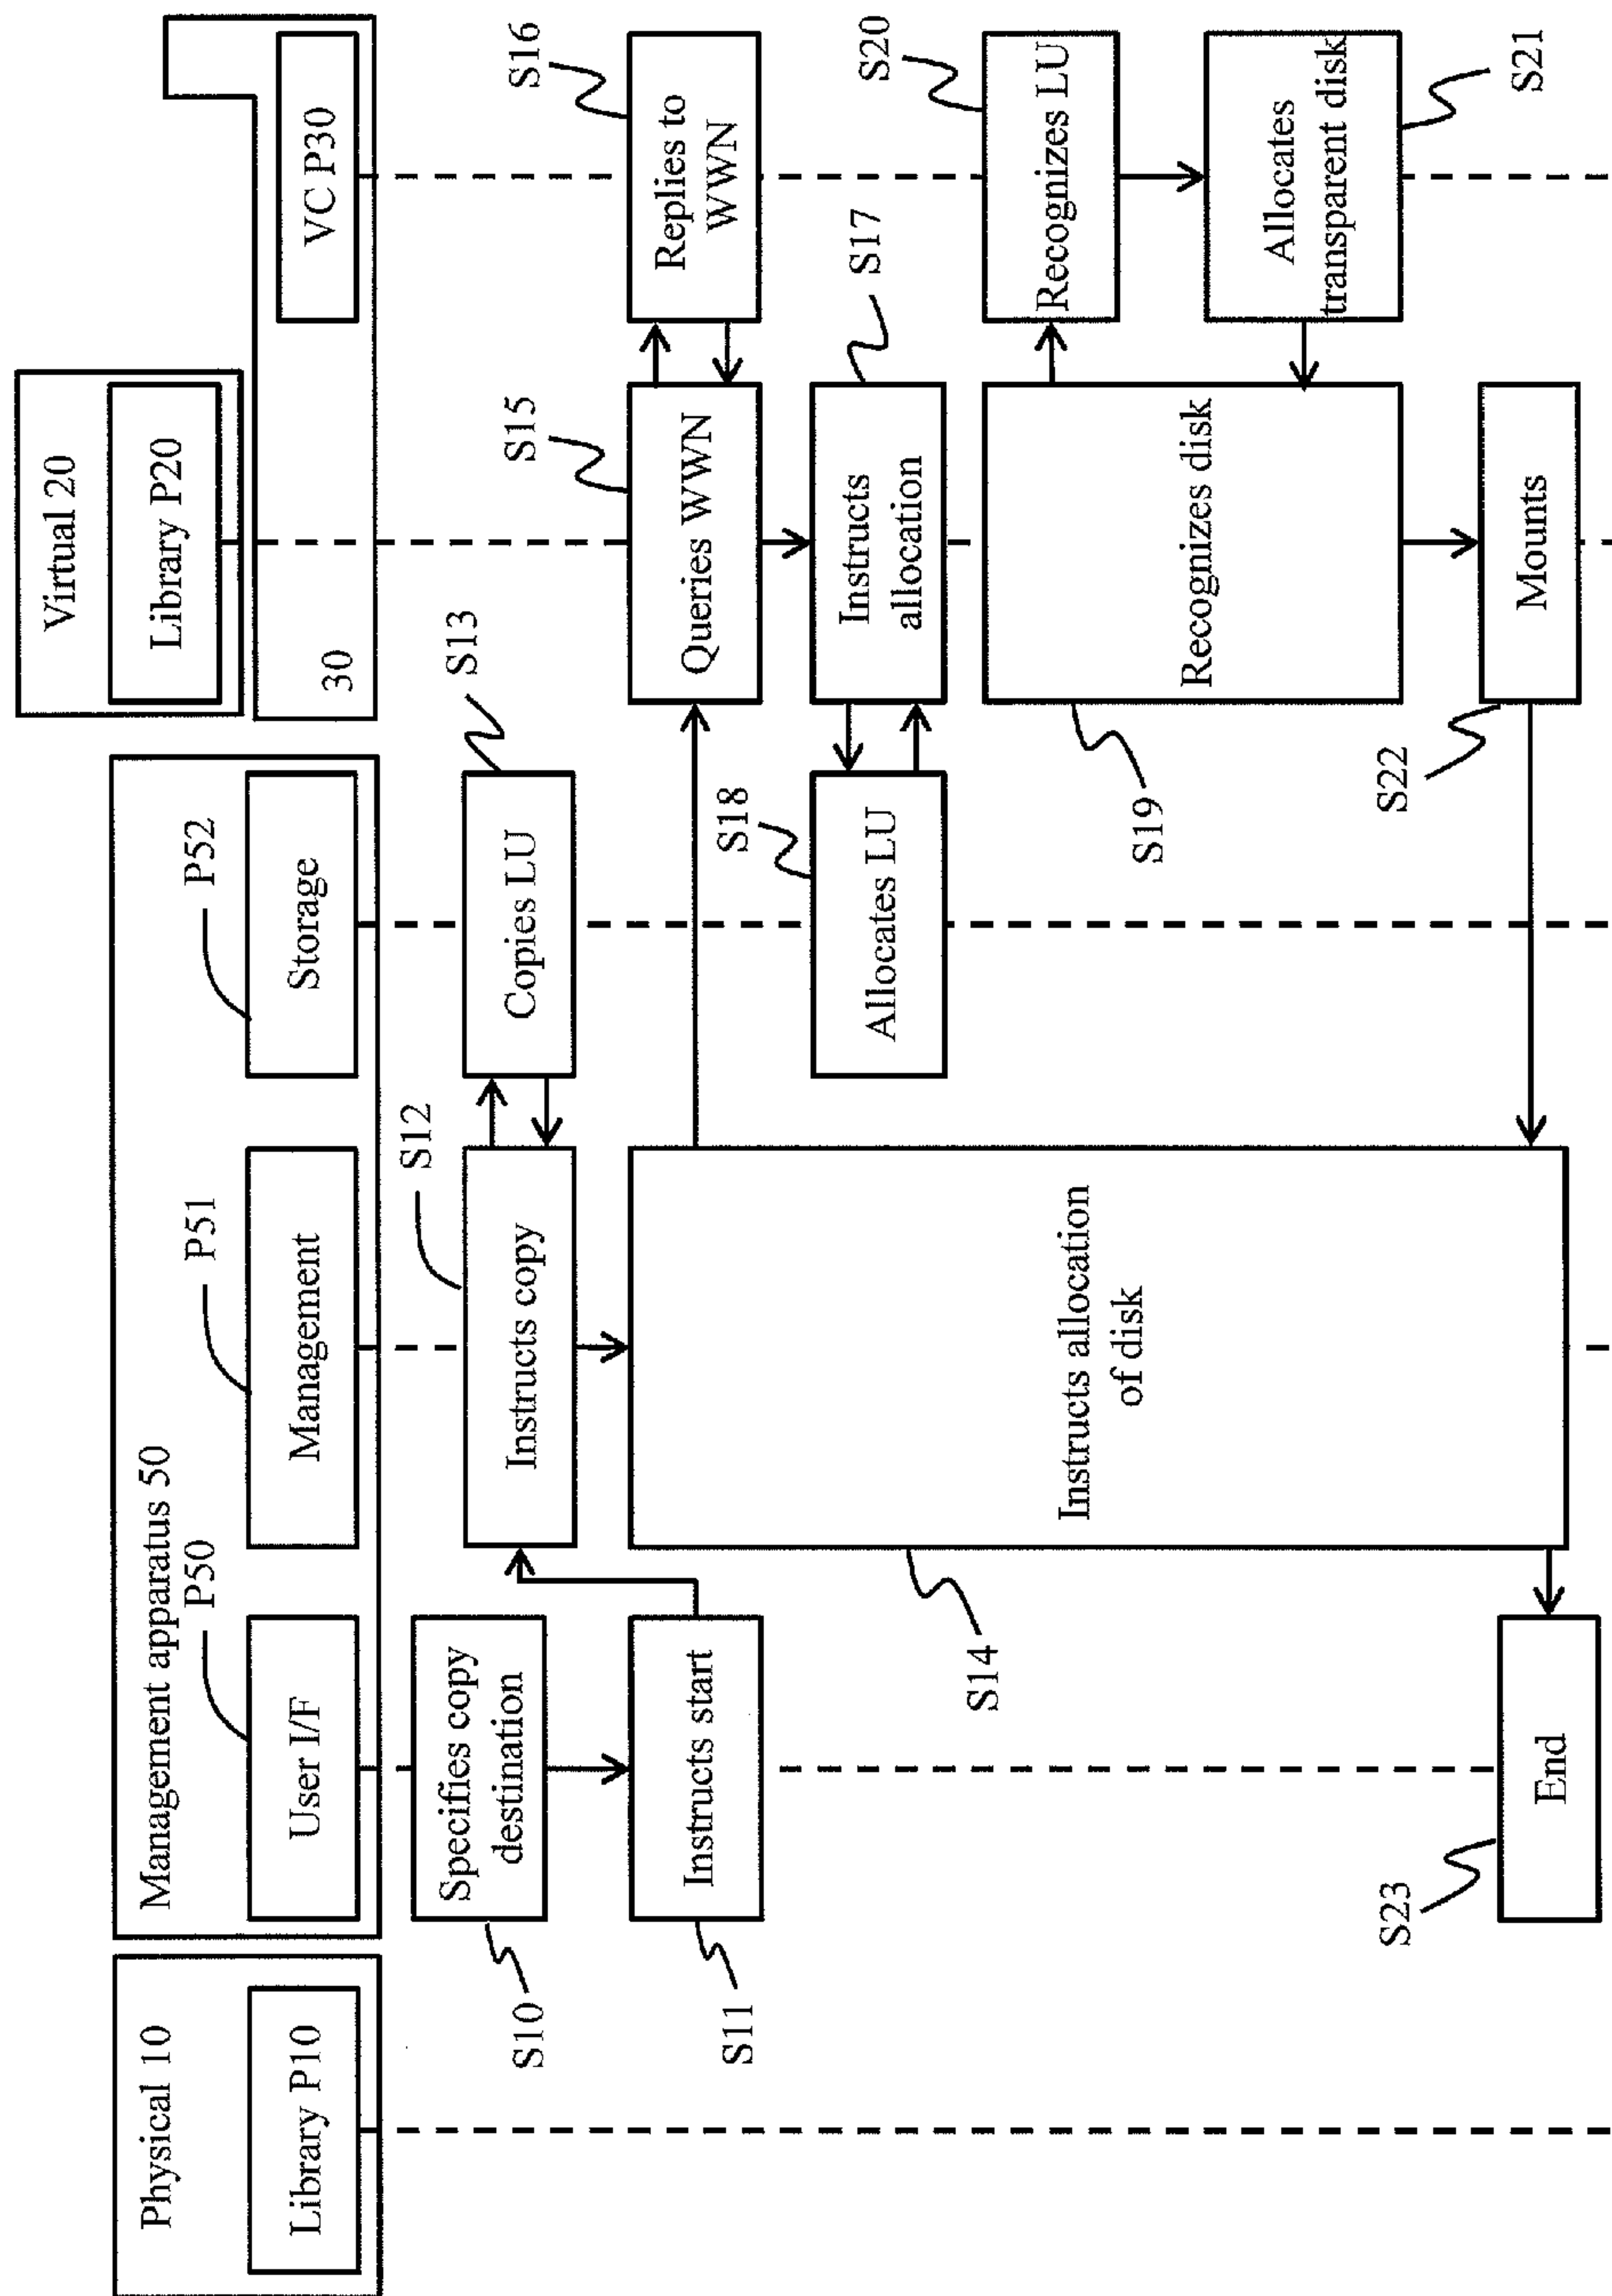 Physical 10
Library P10
Management apparatus 50
P50
User I/F
P51
Management
P52
Storage
Virtual 20
Library P20
30
VC P30
Specifies copy
destination
S10
Instructs start
S11
Instructs copy
S12
Copies LU
S13
Instructs allocation
of disk
S14
Queries WWN
S15
Replies to
WWN
S16
Instructs
allocation
S17
Allocates LU
S18
Recognizes disk
S19
Recognizes LU
S20
Allocates
transparent disk
S21
Mounts
S22
End
S23